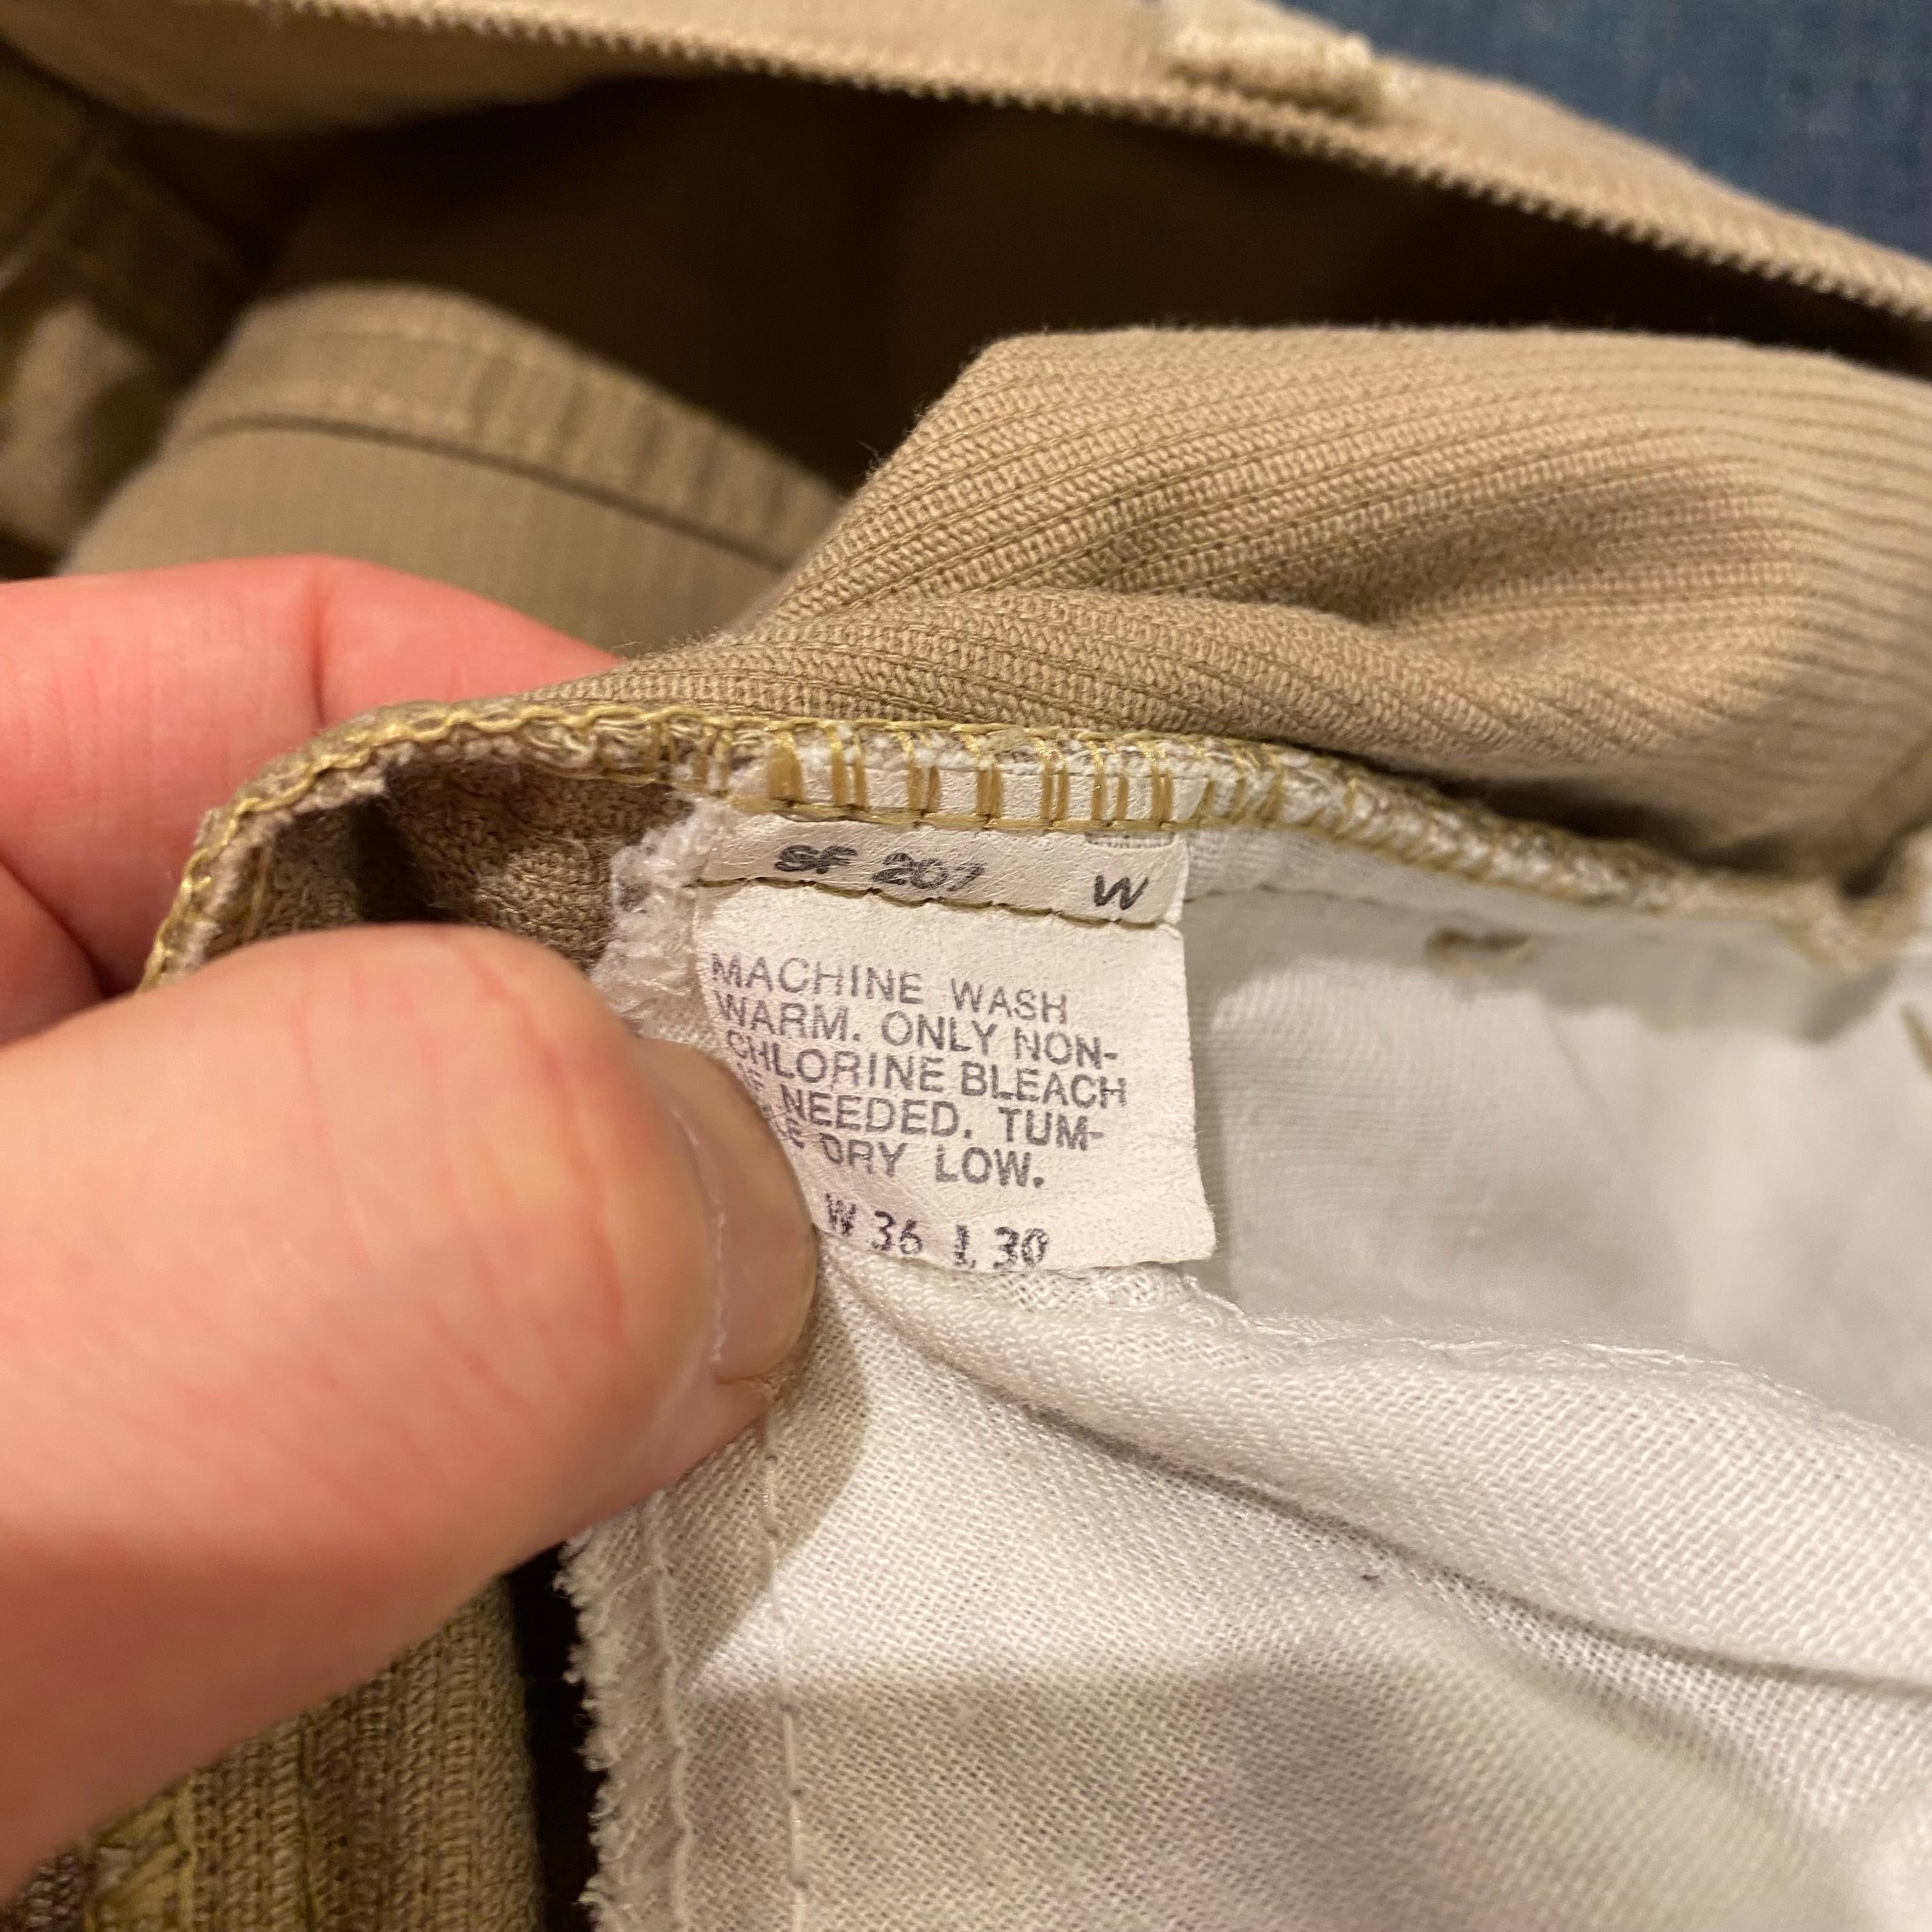 SF 207 W
MACHINE WASH
WARM. ONLY NON-
CHLORINE BLEACH
NEEDED. TUM-
DRY LOW.
W 36 L 30